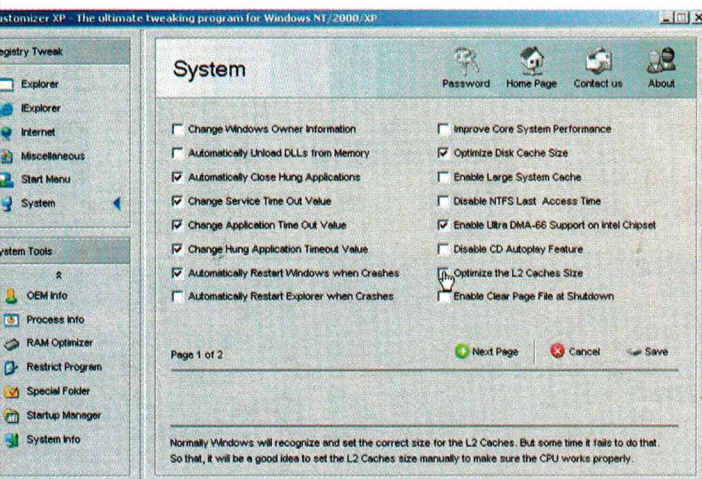 ustomizer XP - The ultimate tweaking program for Windows NT/2000/XP
egistry Tweak
Explorer
IExplorer
Internet
Miscellaneous
Start Menu
System
ystem Tools
OEM Info
Process Info
RAM Optimizer
Restrict Program
Special Folder
Startup Manager
System Info
System
Password
Home Page
Contact us
About
Change Windows Owner Information
Automatically Unload DLLs from Memory
Automatically Close Hung Applications
Change Service Time Out Value
Change Application Time Out Value
Change Hung Application Timeout Value
Automatically Restart Windows when Crashes
Automatically Restart Explorer when Crashes
Improve Core System Performance
Optimize Disk Cache Size
Enable Large System Cache
Disable NTFS Last Access Time
Enable Ultra DMA-66 Support on Intel Chipset
Disable CD Autoplay Feature
Optimize the L2 Caches Size
Enable Clear Page File at Shutdown
Page 1 of 2
Next Page
Cancel
Save
Normally Windows will recognize and set the correct size for the L2 Caches. But some time it fails to do that.
So that, it will be a good idea to set the L2 Caches size manually to make sure the CPU works properly.